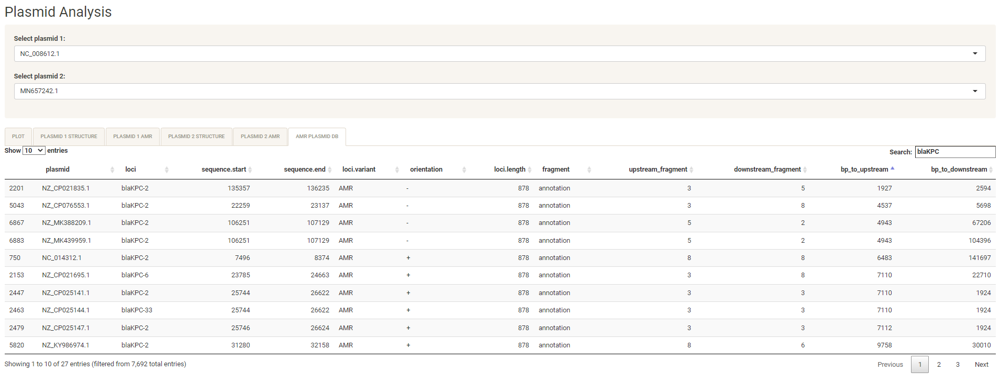 Plasmid Analysis
Select plasmid 1:
NC_008612.1
Select plasmid 2:
MN657242.1
PLOT PLASMID 1 STRUCTURE PLASMID 1 AMR PLASMID 2 STRUCTURE PLASMID 2 AMR AMR PLASMID DB
Show 10 entries Search: blaKPC
plasmid loci sequence.start sequence.end loci.variant orientation loci.length fragment upstream_fragment downstream_fragment bp_to_upstream bp_to_downstream
2201 NZ_CP021835.1 blaKPC-2 135357 136235 AMR - 878 annotation 3 5 1927 2594
5043 NZ_CP076553.1 blaKPC-2 22259 23137 AMR - 878 annotation 3 8 4537 5698
6867 NZ_MK388209.1 blaKPC-2 106251 107129 AMR - 878 annotation 5 2 4943 67206
6883 NZ_MK439959.1 blaKPC-2 106251 107129 AMR - 878 annotation 5 2 4943 104396
750 NC_014312.1 blaKPC-2 7496 8374 AMR + 878 annotation 8 8 6483 141697
2153 NZ_CP021695.1 blaKPC-6 23785 24663 AMR + 878 annotation 3 8 7110 22710
2447 NZ_CP025141.1 blaKPC-2 25744 26622 AMR + 878 annotation 3 3 7110 1924
2463 NZ_CP025144.1 blaKPC-33 25744 26622 AMR + 878 annotation 3 3 7110 1924
2479 NZ_CP025147.1 blaKPC-2 25746 26624 AMR + 878 annotation 3 3 7112 1924
5820 NZ_KY986974.1 blaKPC-2 31280 32158 AMR + 878 annotation 8 6 9758 30010
Showing 1 to 10 of 27 entries (filtered from 7,692 total entries) Previous 1 2 3 Next